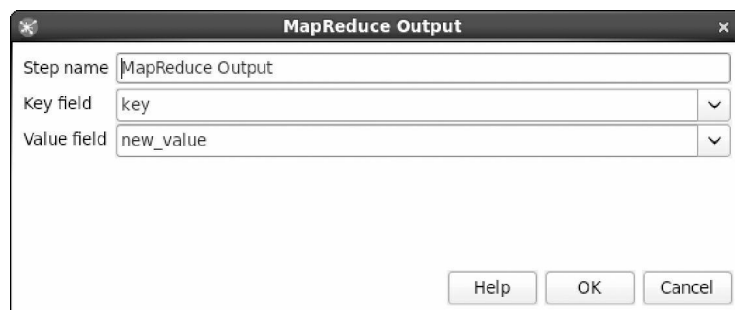 MapReduce Output
Step name MapReduce Output
Key field key
Value field new_value
Help OK Cancel